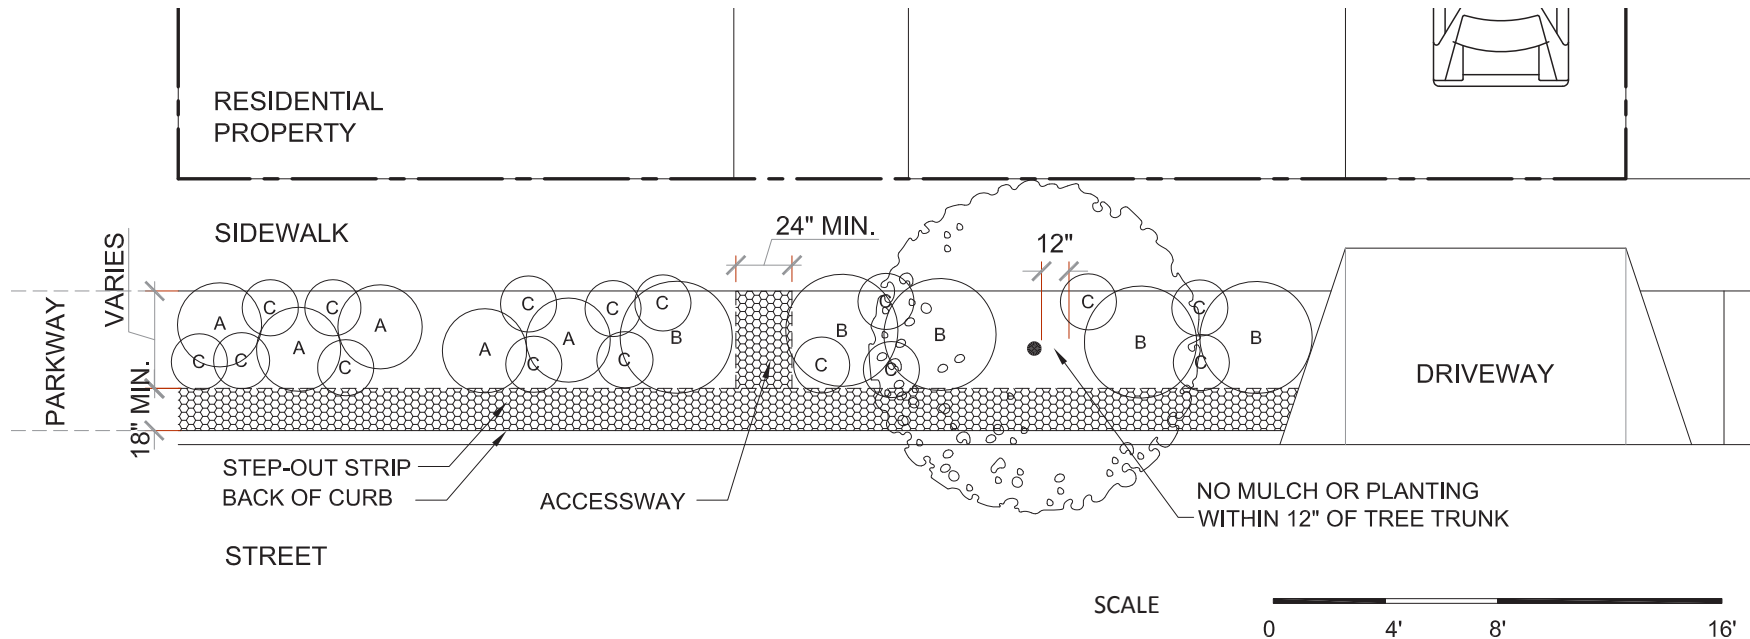 RESIDENTIAL
PROPERTY
SIDEWALK
24" MIN.
12"
VARIES
PARKWAY
18" MIN.
A
C
C
A
A
C
C
C
C
A
C
C
C
A
C
B
B
C
C
C
B
C
B
C
C
B
DRIVEWAY
STEP-OUT STRIP
BACK OF CURB
ACCESSWAY
NO MULCH OR PLANTING
WITHIN 12" OF TREE TRUNK
STREET
SCALE
0 4' 8' 16'